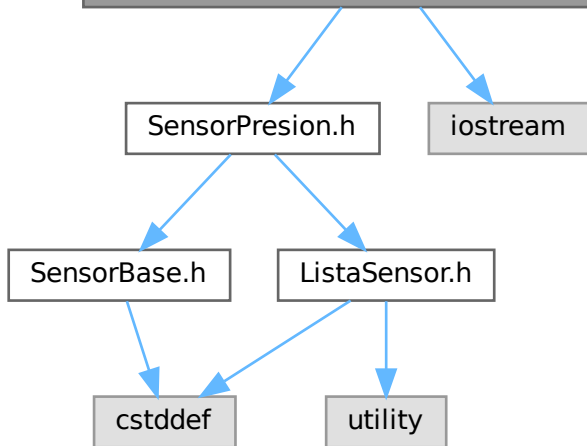 SensorPresion.h
iostream
SensorBase.h
ListaSensor.h
cstddef
utility